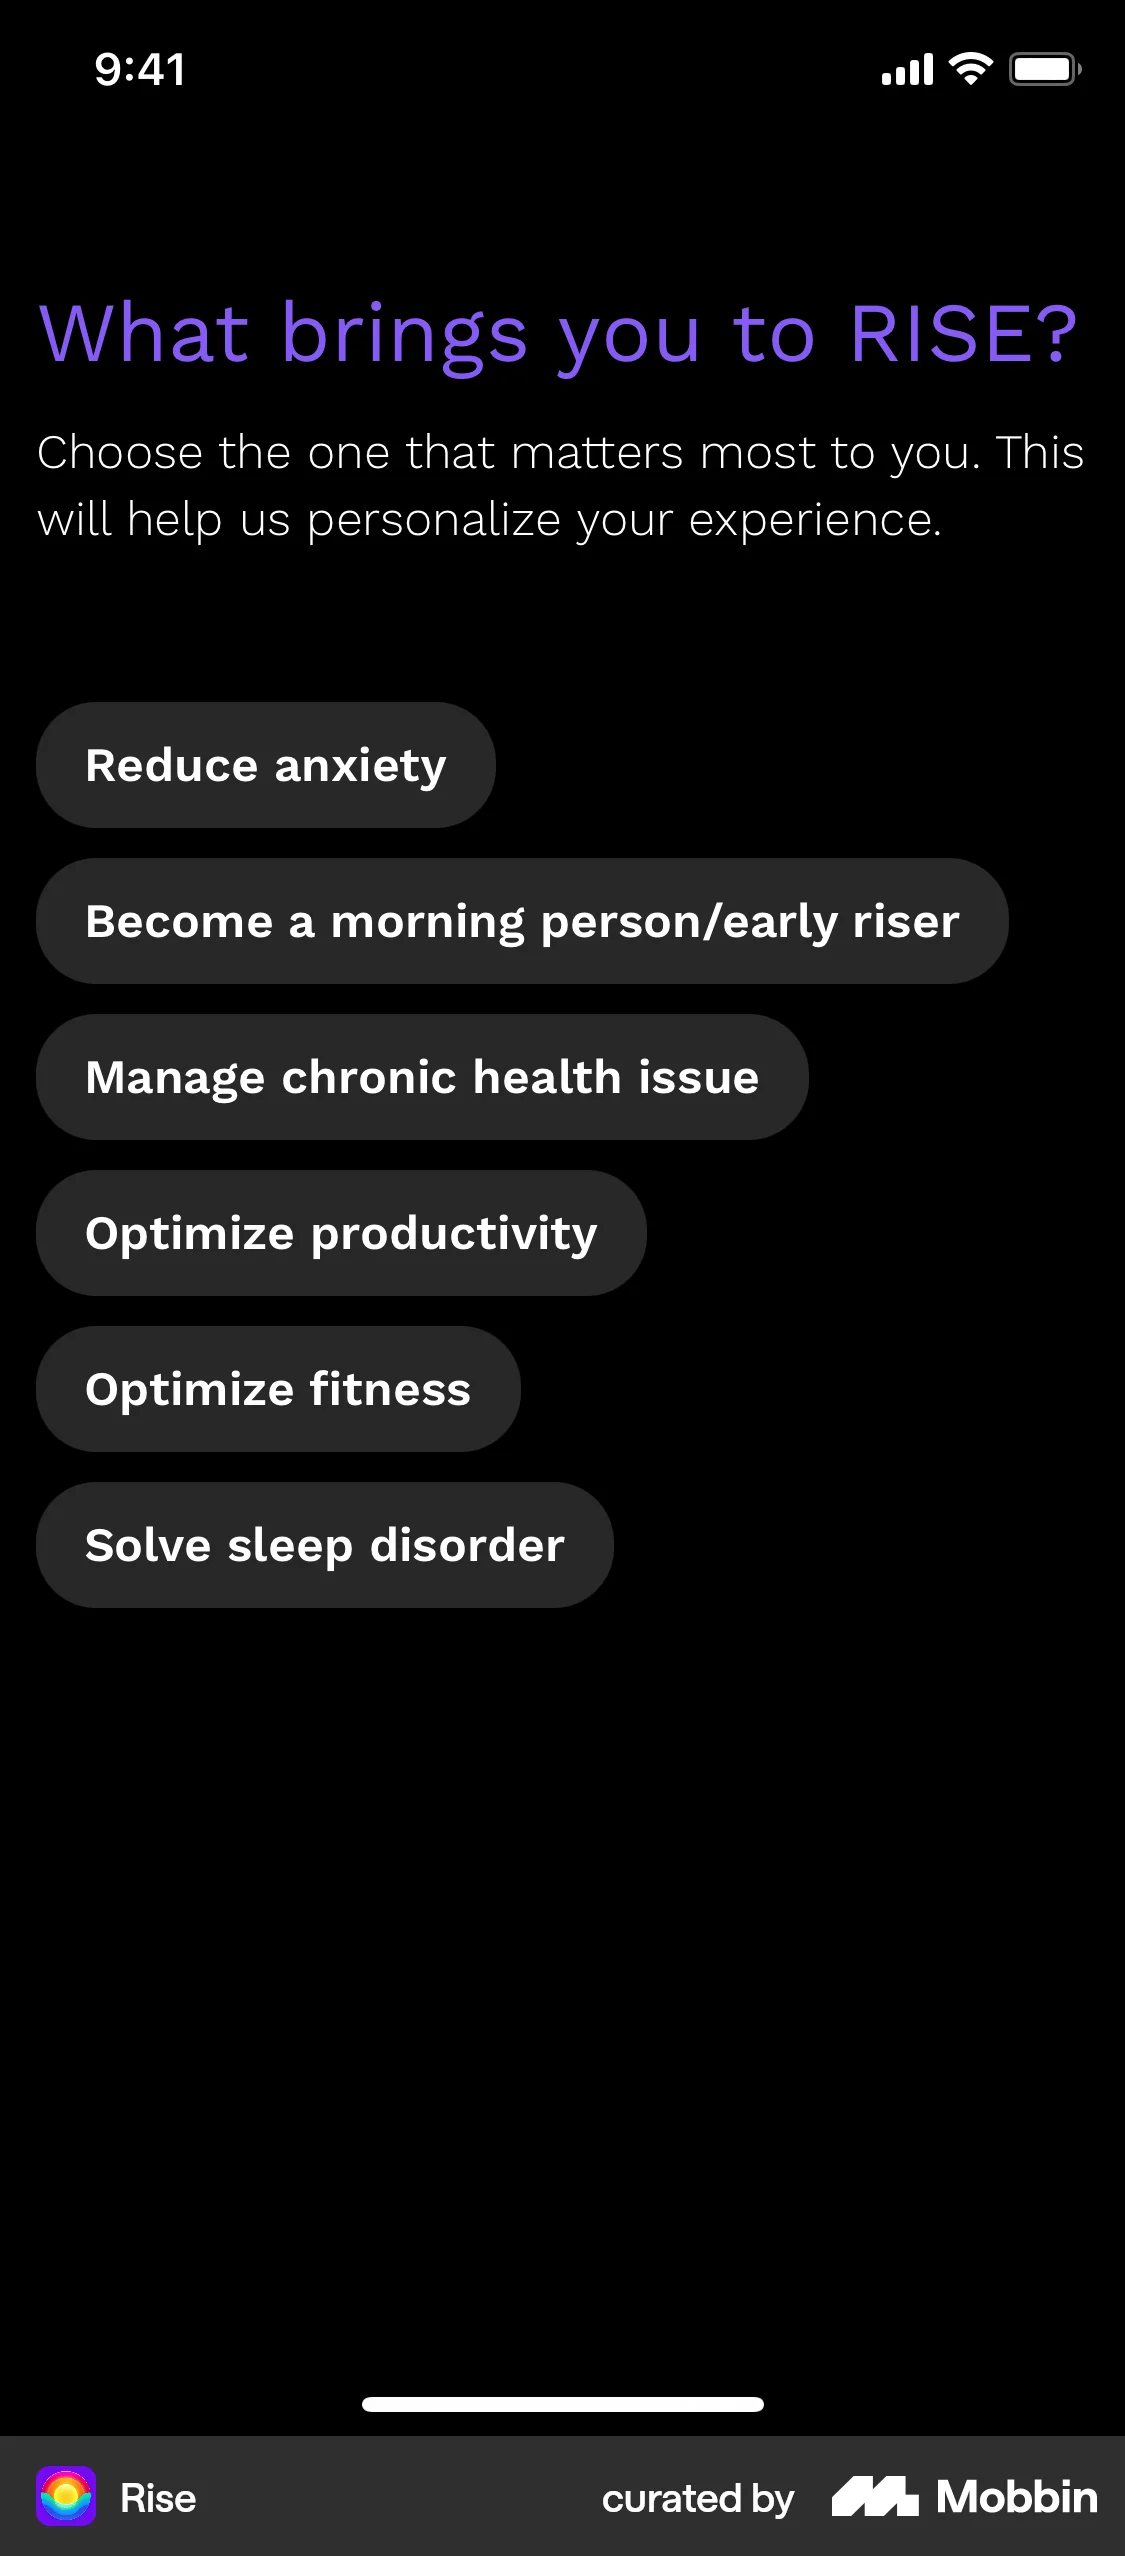 9:41
What brings you to RISE?
Choose the one that matters most to you. This
will help us personalize your experience.
Reduce anxiety
Become a morning person/early riser
Manage chronic health issue
Optimize productivity
Optimize fitness
Solve sleep disorder
Rise
curated by Mobbin